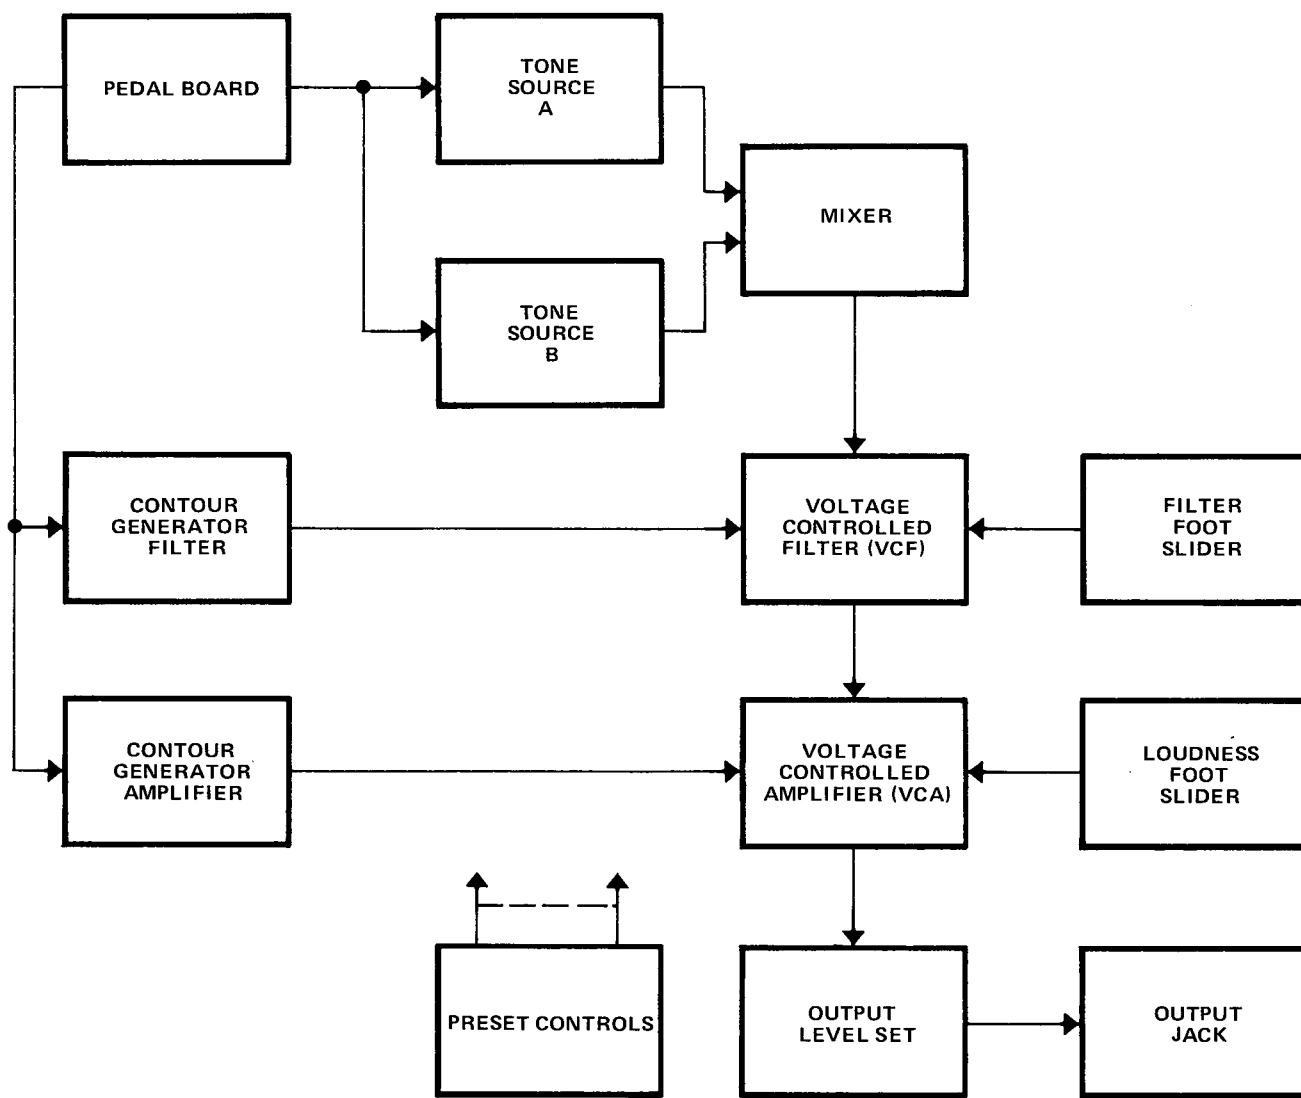 PEDAL BOARD
TONE
SOURCE
A
MIXER
TONE
SOURCE
B
CONTOUR
GENERATOR
FILTER
VOLTAGE
CONTROLLED
FILTER (VCF)
FILTER
FOOT
SLIDER
CONTOUR
GENERATOR
AMPLIFIER
VOLTAGE
CONTROLLED
AMPLIFIER (VCA)
LOUDNESS
FOOT
SLIDER
PRESET CONTROLS
OUTPUT
LEVEL SET
OUTPUT
JACK